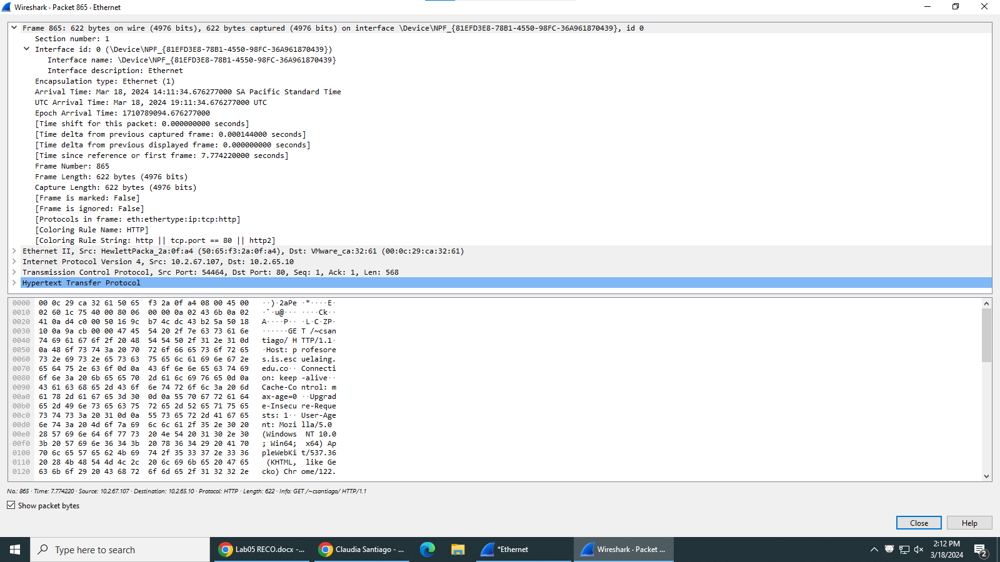 Wireshark · Packet 865 · Ethernet
Frame 865: 622 bytes on wire (4976 bits), 622 bytes captured (4976 bits) on interface \Device\NPF_{81EFD3E8-78B1-4550-98FC-36A961870439}, id 0
Section number: 1
Interface id: 0 (\Device\NPF_{81EFD3E8-78B1-4550-98FC-36A961870439})
Interface name: \Device\NPF_{81EFD3E8-78B1-4550-98FC-36A961870439}
Interface description: Ethernet
Encapsulation type: Ethernet (1)
Arrival Time: Mar 18, 2024 14:11:34.676277000 SA Pacific Standard Time
UTC Arrival Time: Mar 18, 2024 19:11:34.676277000 UTC
Epoch Arrival Time: 1710789094.676277000
[Time shift for this packet: 0.000000000 seconds]
[Time delta from previous captured frame: 0.000144000 seconds]
[Time delta from previous displayed frame: 0.000000000 seconds]
[Time since reference or first frame: 7.774220000 seconds]
Frame Number: 865
Frame Length: 622 bytes (4976 bits)
Capture Length: 622 bytes (4976 bits)
[Frame is marked: False]
[Frame is ignored: False]
[Protocols in frame: eth:ethertype:ip:tcp:http]
[Coloring Rule Name: HTTP]
[Coloring Rule String: http || tcp.port == 80 || http2]
Ethernet II, Src: HewlettPacka_2a:0f:a4 (50:65:f3:2a:0f:a4), Dst: VMware_ca:32:61 (00:0c:29:ca:32:61)
Internet Protocol Version 4, Src: 10.2.67.107, Dst: 10.2.65.10
Transmission Control Protocol, Src Port: 54464, Dst Port: 80, Seq: 1, Ack: 1, Len: 568
Hypertext Transfer Protocol
0000 00 0c 29 ca 32 61 50 65 f3 2a 0f a4 08 00 45 00 ··)·2aPe ·*····E·
0010 02 60 1c 75 40 00 80 06 00 00 0a 02 43 6b 0a 02 ·`·u@··· ····Ck··
0020 41 0a d4 c0 00 50 16 9c b7 4c dc 43 b2 5a 50 18 A····P·· ·L·C·ZP·
0030 10 0a 9a cb 00 00 47 45 54 20 2f 7e 63 73 61 6e ······GE T /~csan
0040 74 69 61 67 6f 2f 20 48 54 54 50 2f 31 2e 31 0d tiago/ H TTP/1.1·
0050 0a 48 6f 73 74 3a 20 70 72 6f 66 65 73 6f 72 65 ·Host: p rofesore
0060 73 2e 69 73 2e 65 73 63 75 65 6c 61 69 6e 67 2e s.is.esc uelaing.
0070 65 64 75 2e 63 6f 0d 0a 43 6f 6e 6e 65 63 74 69 edu.co·· Connecti
0080 6f 6e 3a 20 6b 65 65 70 2d 61 6c 69 76 65 0d 0a on: keep -alive··
0090 43 61 63 68 65 2d 43 6f 6e 74 72 6f 6c 3a 20 6d Cache-Co ntrol: m
00a0 61 78 2d 61 67 65 3d 30 0d 0a 55 70 67 72 61 64 ax-age=0 ··Upgrad
00b0 65 2d 49 6e 73 65 63 75 72 65 2d 52 65 71 75 65 e-Insecu re-Reque
00c0 73 74 73 3a 20 31 0d 0a 55 73 65 72 2d 41 67 65 sts: 1·· User-Age
00d0 6e 74 3a 20 4d 6f 7a 69 6c 6c 61 2f 35 2e 30 20 nt: Mozi lla/5.0
00e0 28 57 69 6e 64 6f 77 73 20 4e 54 20 31 30 2e 30 (Windows NT 10.0
00f0 3b 20 57 69 6e 36 34 3b 20 78 36 34 29 20 41 70 ; Win64; x64) Ap
0100 70 6c 65 57 65 62 4b 69 74 2f 35 33 37 2e 33 36 pleWebKi t/537.36
0110 20 28 4b 48 54 4d 4c 2c 20 6c 69 6b 65 20 47 65 (KHTML, like Ge
0120 63 6b 6f 29 20 43 68 72 6f 6d 65 2f 31 32 32 2e cko) Chr ome/122.
No.: 865 · Time: 7.774220 · Source: 10.2.67.107 · Destination: 10.2.65.10 · Protocol: HTTP · Length: 622 · Info: GET /~csantiago/ HTTP/1.1
Show packet bytes
Close
Help
Type here to search
Lab05 RECO.docx -...
Claudia Santiago - ...
*Ethernet
Wireshark · Packet ...
2:12 PM
3/18/2024
2